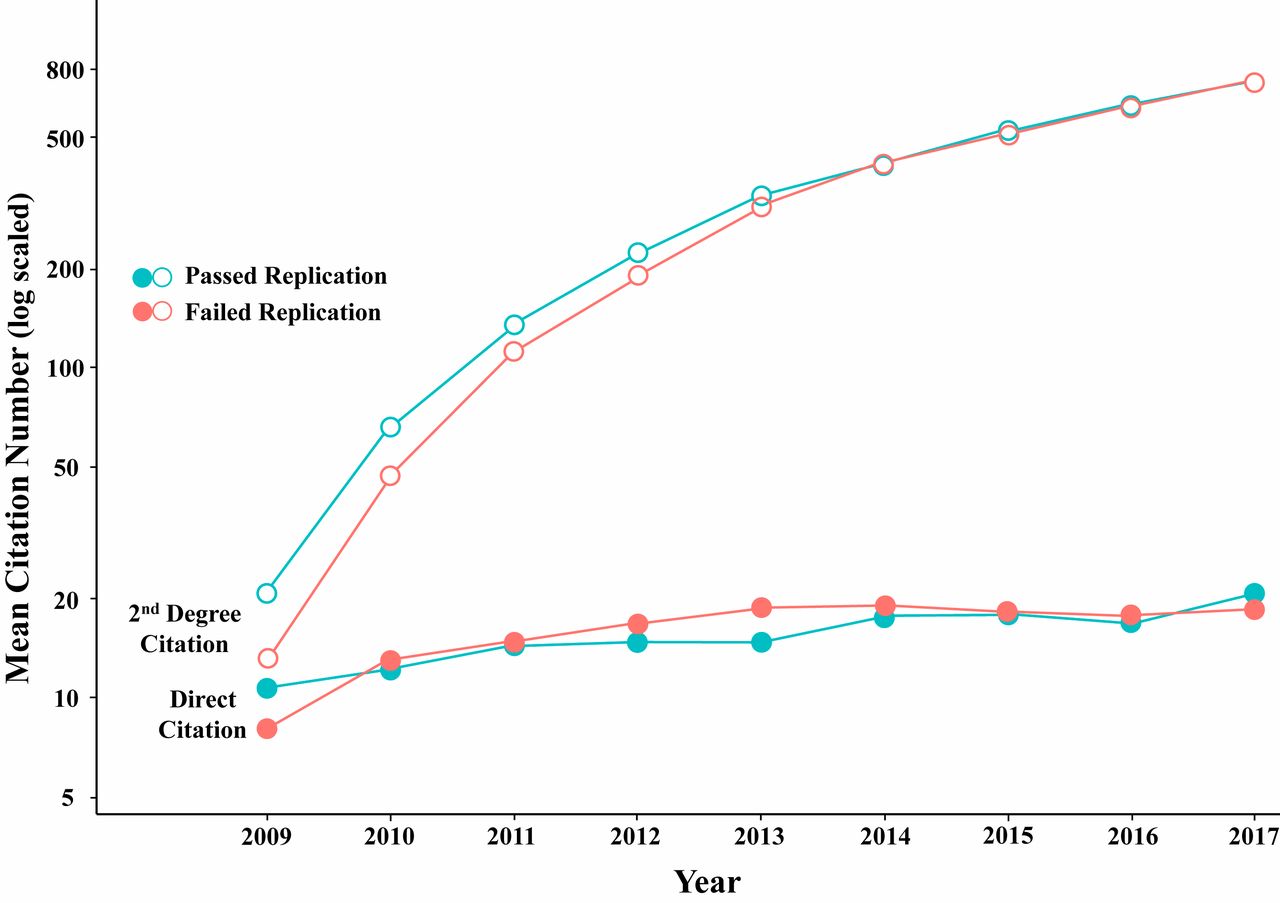 800
500
200
100
50
20
10
5
Mean Citation Number (log scaled)
Passed Replication
Failed Replication
2nd Degree
Citation
Direct
Citation
2009 2010 2011 2012 2013 2014 2015 2016 2017
Year